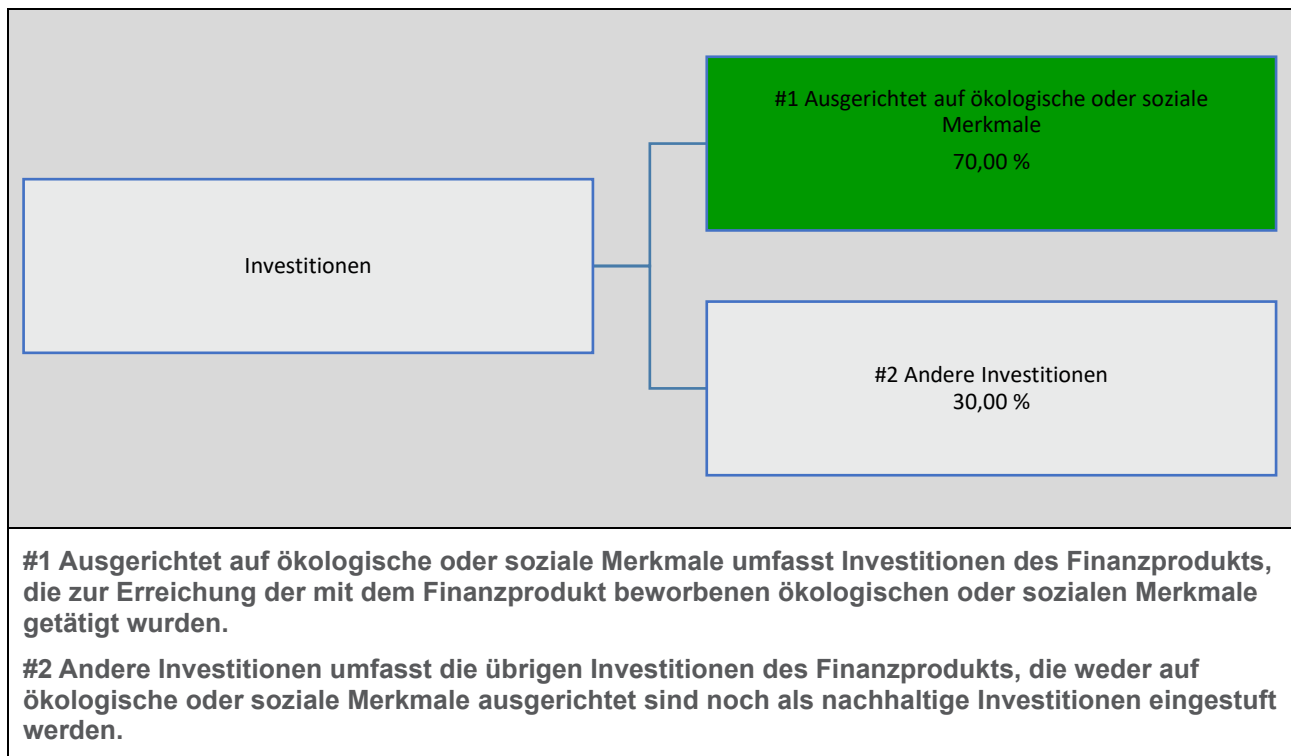 #1 Ausgerichtet auf ökologische oder soziale
Merkmale
70,00 %
Investitionen
#2 Andere Investitionen
30,00 %
#1 Ausgerichtet auf ökologische oder soziale Merkmale umfasst Investitionen des Finanzprodukts,
die zur Erreichung der mit dem Finanzprodukt beworbenen ökologischen oder sozialen Merkmale
getätigt wurden.
#2 Andere Investitionen umfasst die übrigen Investitionen des Finanzprodukts, die weder auf
ökologische oder soziale Merkmale ausgerichtet sind noch als nachhaltige Investitionen eingestuft
werden.